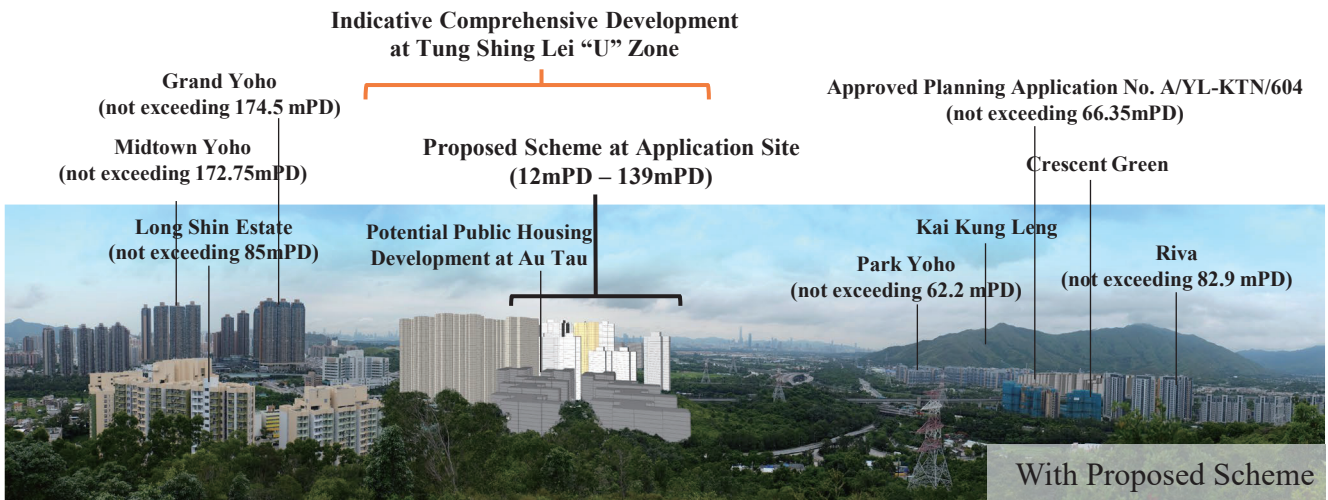 Indicative Comprehensive Development
at Tung Shing Lei “U” Zone
Grand Yoho
(not exceeding 174.5 mPD)
Approved Planning Application No. A/YL-KTN/604
(not exceeding 66.35mPD)
Midtown Yoho
(not exceeding 172.75mPD)
Proposed Scheme at Application Site
(12mPD – 139mPD)
Crescent Green
Long Shin Estate
(not exceeding 85mPD)
Potential Public Housing
Development at Au Tau
Kai Kung Leng
Park Yoho
(not exceeding 62.2 mPD)
Riva
(not exceeding 82.9 mPD)
With Proposed Scheme